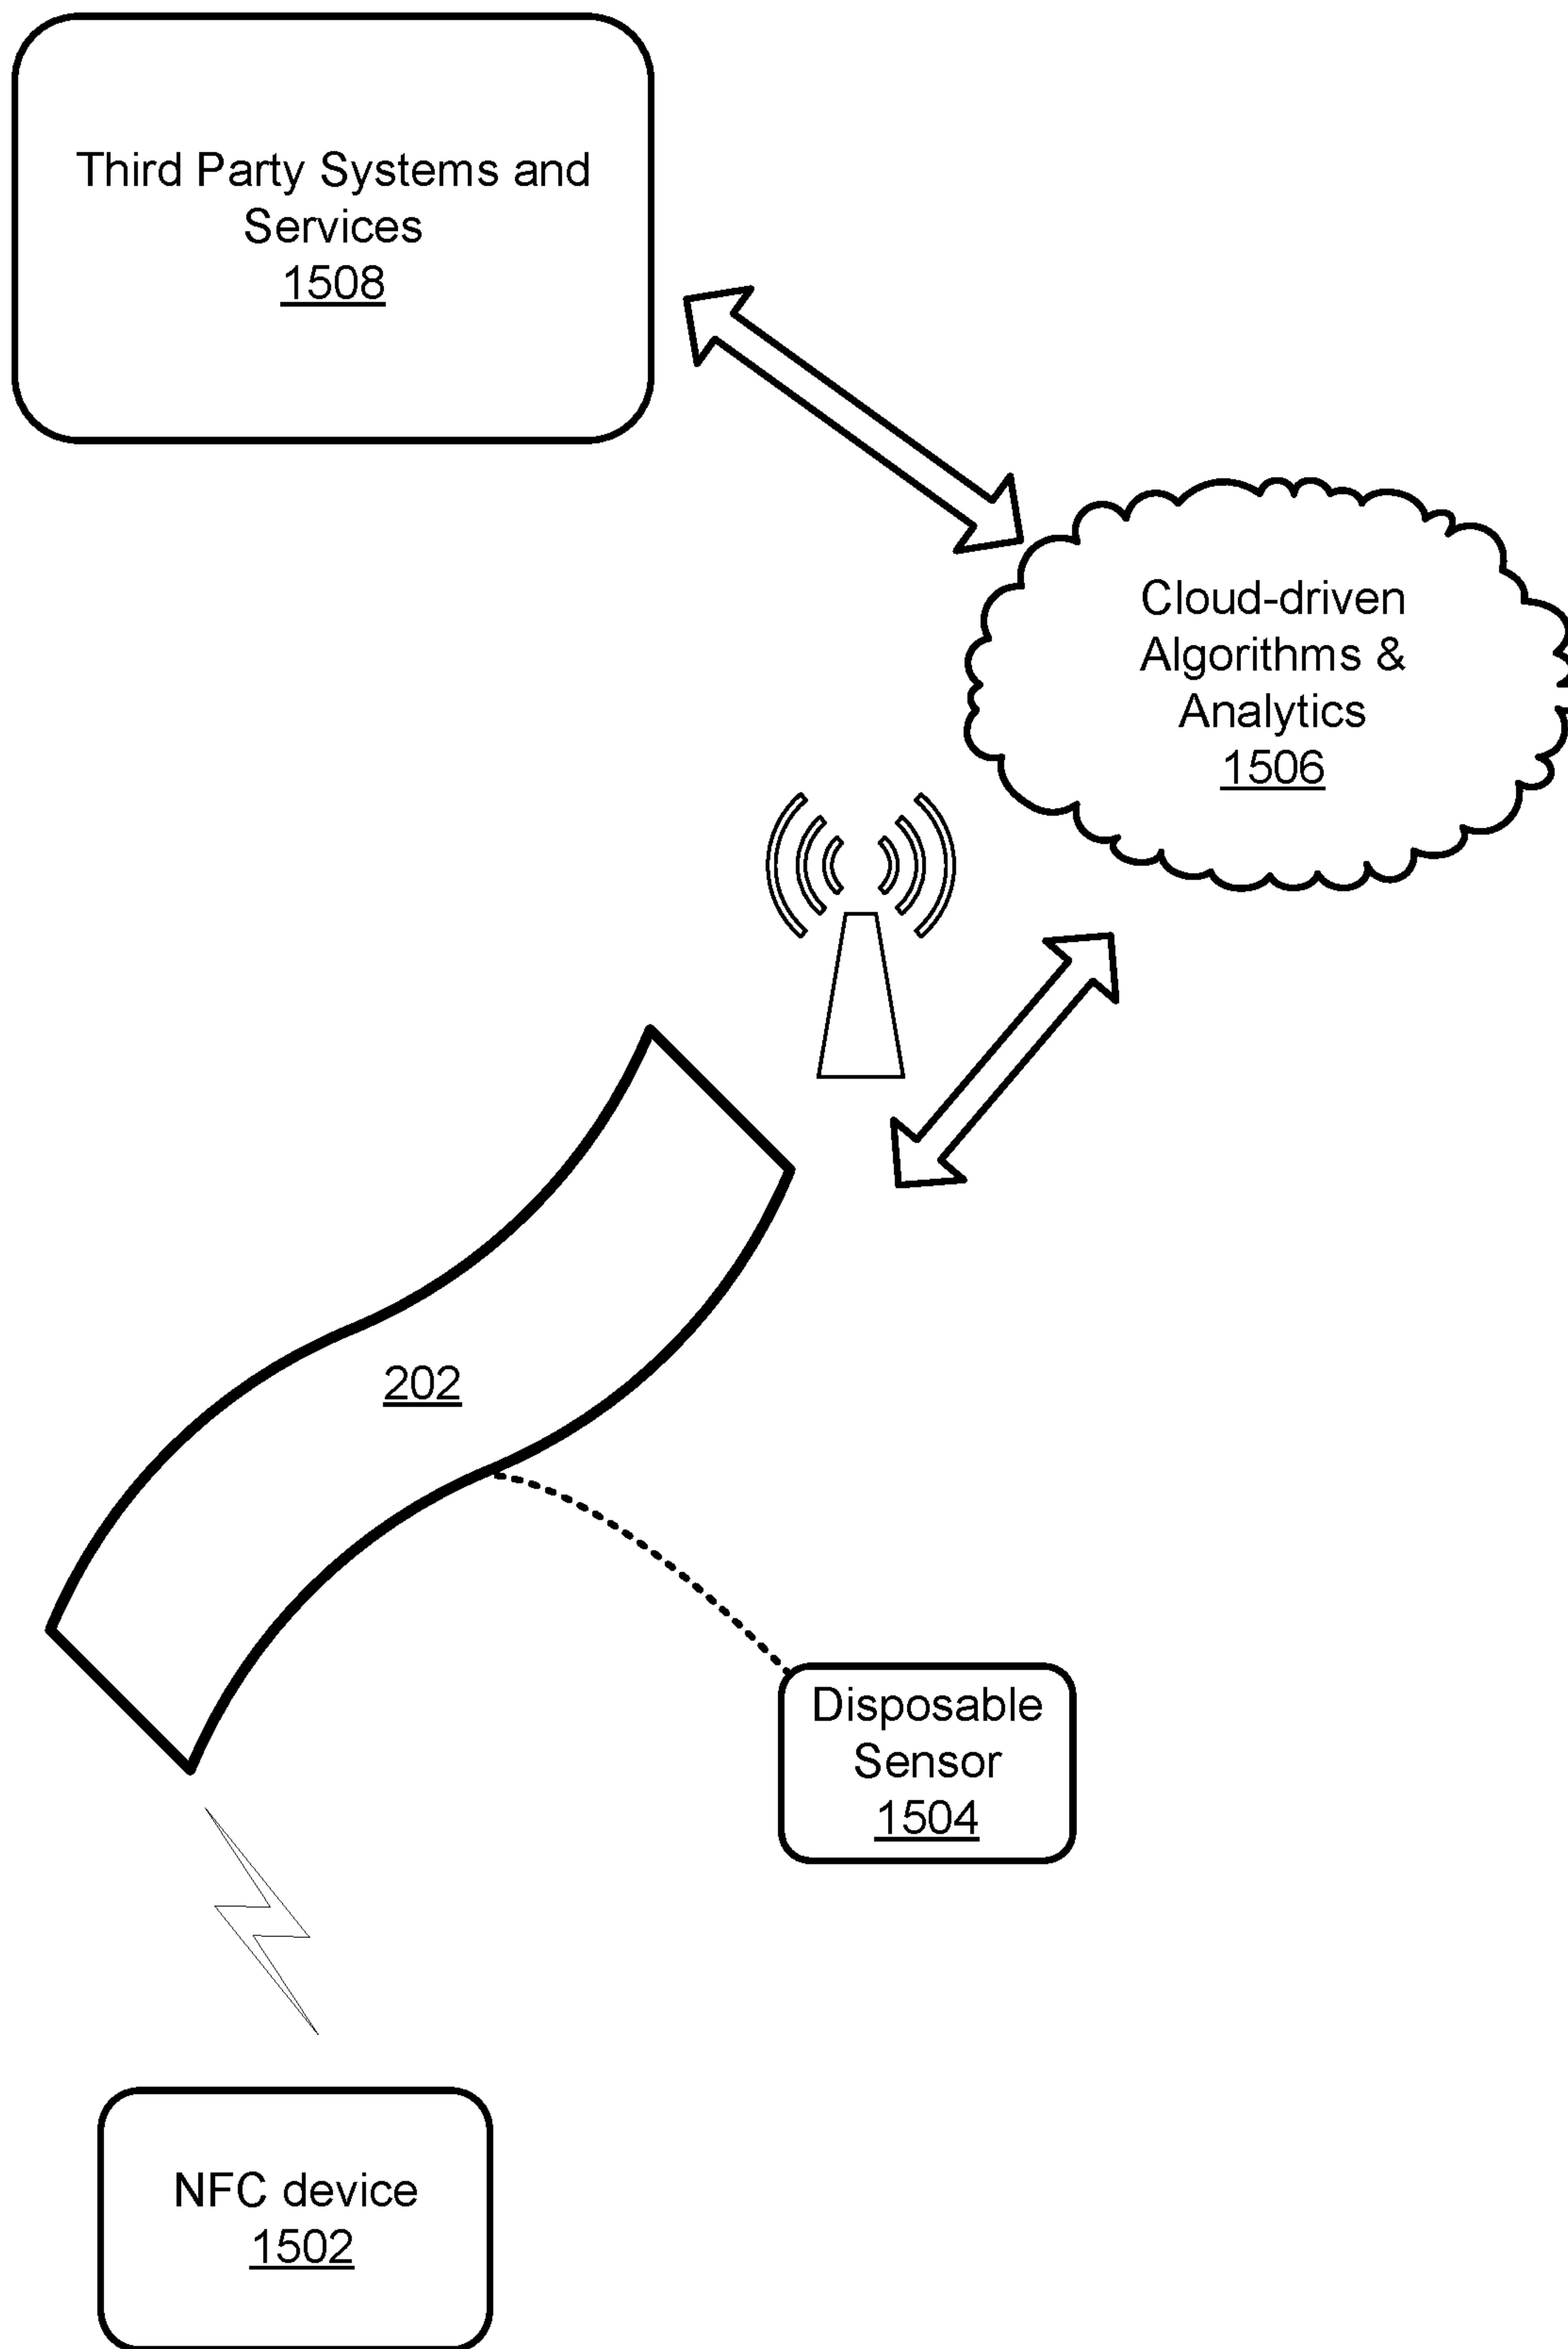 Third Party Systems and
Services
1508
Cloud-driven
Algorithms &
Analytics
1506
202
Disposable
Sensor
1504
NFC device
1502